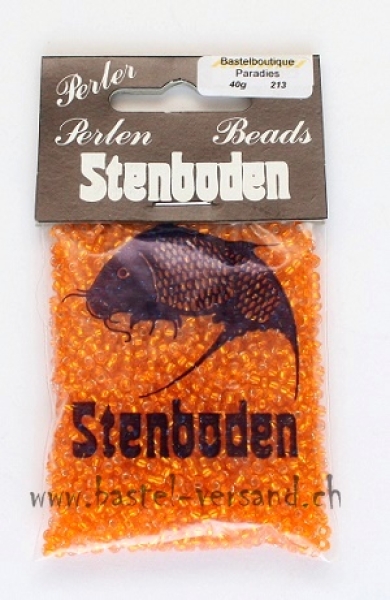 Bastelboutique
Paradies
40g 213
Perler
Perlen Beads
Stenboden
Stenboden
www.bastel-versand.ch